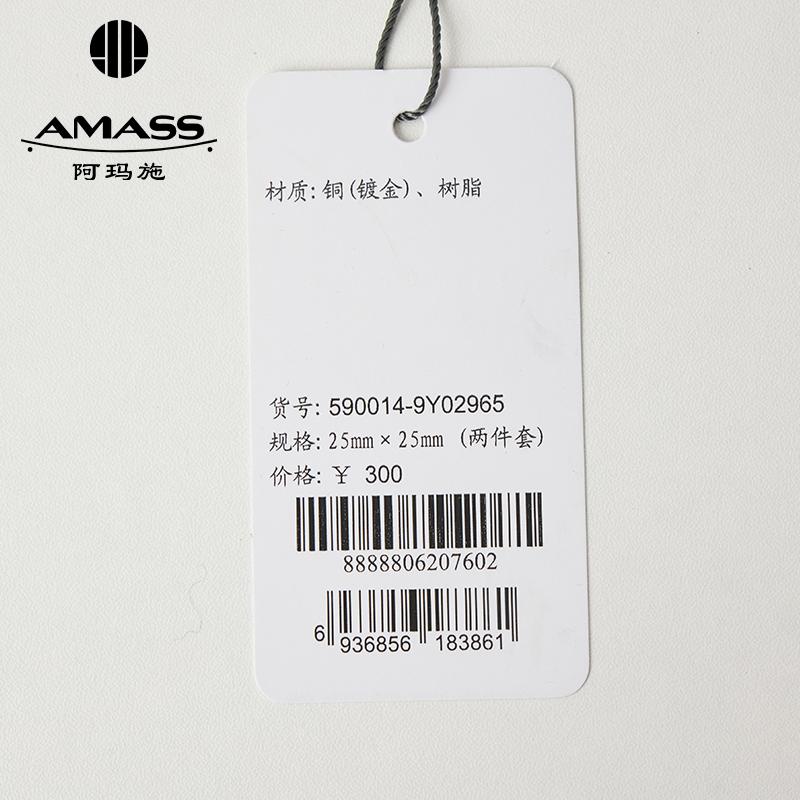 AMASS
阿玛施
材质: 铜(镀金)、树脂
货号: 590014-9Y02965
规格: 25mm×25mm (两件套)
价格: ¥ 300
8888806207602
6 936856 183861